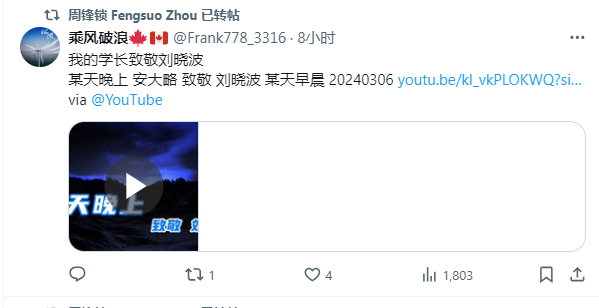 周锋锁 Fengsuo Zhou 已转帖
乘风破浪🍁🇨🇦 @Frank778_3316 · 8小时
我的学长致敬刘晓波
某天晚上 安大略 致敬 刘晓波 某天早晨 20240306 youtu.be/kl_vkPLOKWQ?si...
via @YouTube
天晚上
致敬
1
4
1,803